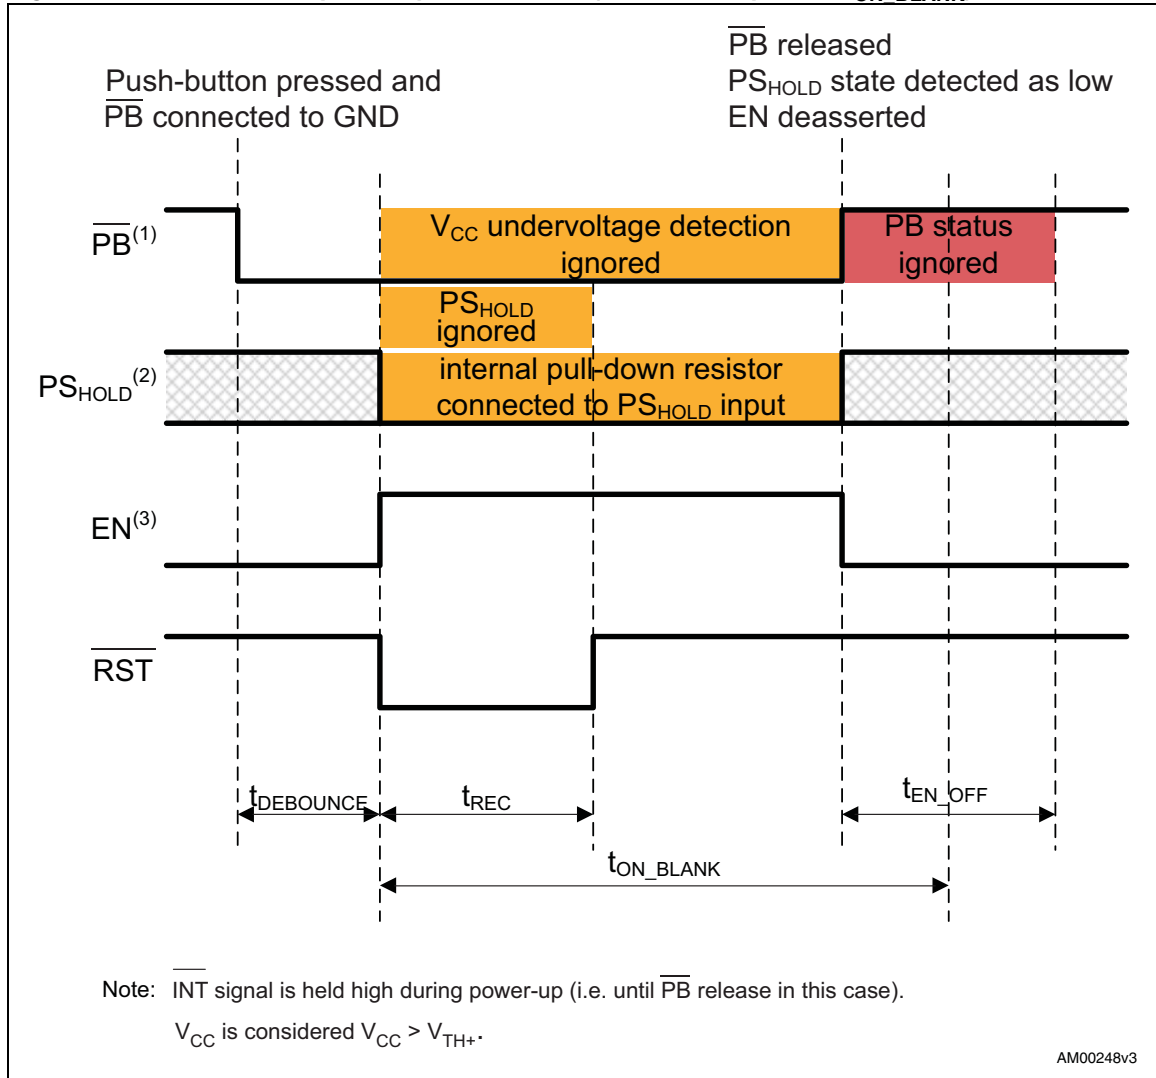 ON_BLANK
PB released
PSHOLD state detected as low
EN deasserted
Push-button pressed and
PB connected to GND
PB(1)
VCC undervoltage detection
ignored
PB status
ignored
PSHOLD
ignored
PSHOLD(2)
internal pull-down resistor
connected to PSHOLD input
EN(3)
RST
tDEBOUNCE
tREC
tEN_OFF
tON_BLANK
Note: INT signal is held high during power-up (i.e. until PB release in this case).
VCC is considered VCC > VTH+.
AM00248v3